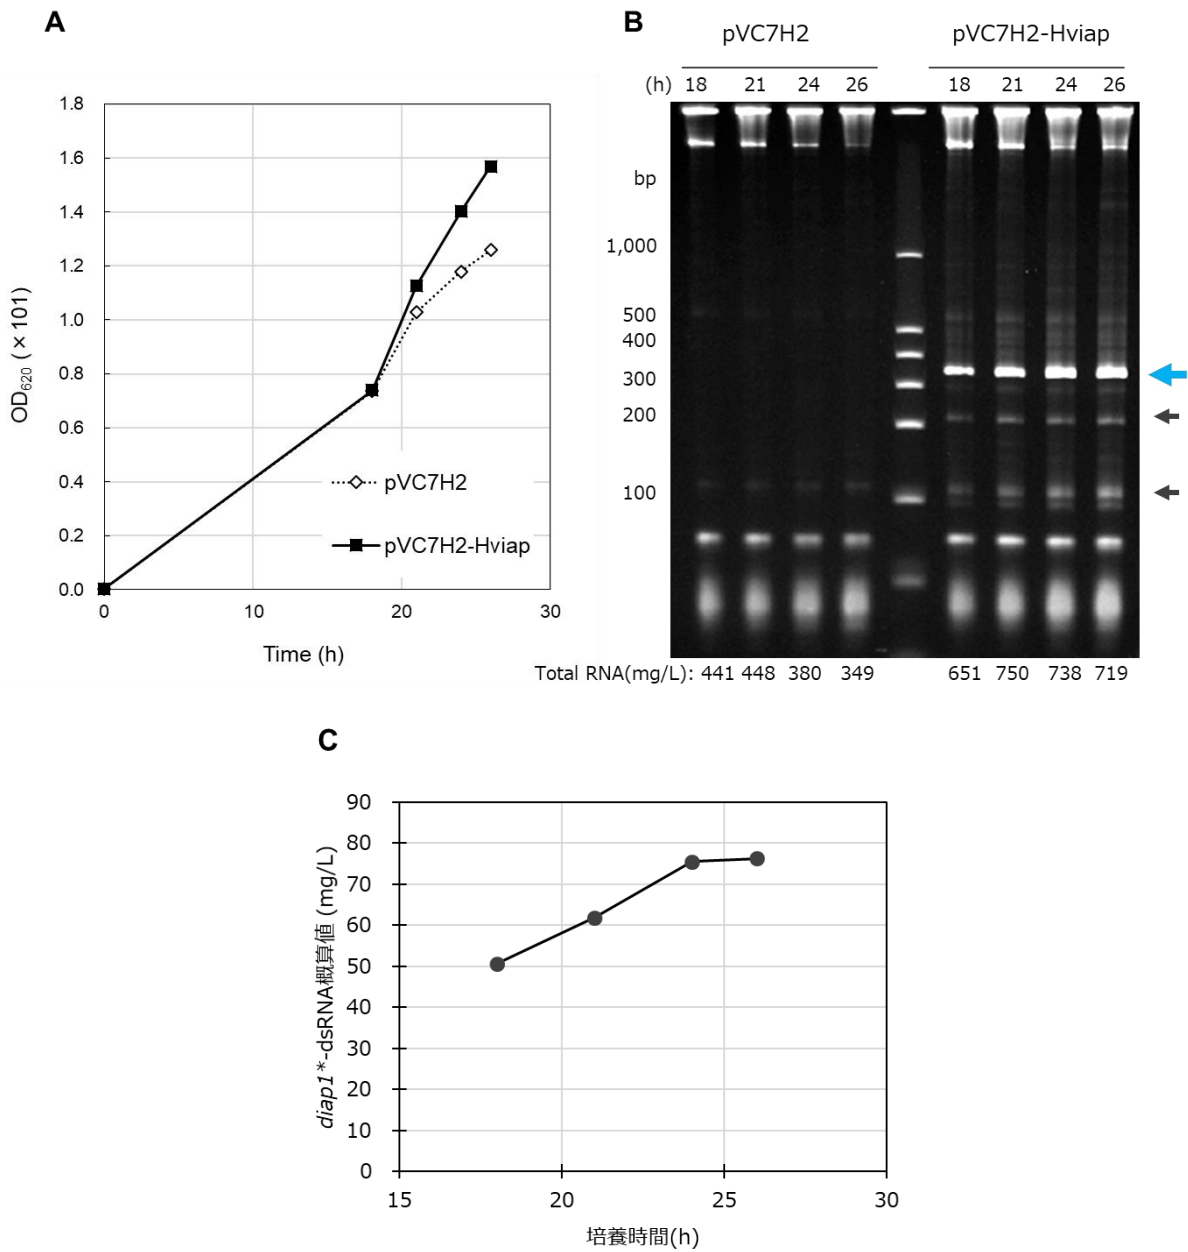 A
1.8
1.6
1.4
1.2
1.0
0.8
0.6
0.4
0.2
0.0
OD620 (×101)
0 10 20 30
Time (h)
pVC7H2
pVC7H2-Hviap
B
pVC7H2 pVC7H2-Hviap
(h) 18 21 24 26 18 21 24 26
bp
1,000
500
400
300
200
100
Total RNA(mg/L): 441 448 380 349 651 750 738 719
C
90
80
70
60
50
40
30
20
10
0
diap1*-dsRNA概算値 (mg/L)
15 20 25 30
培養時間(h)